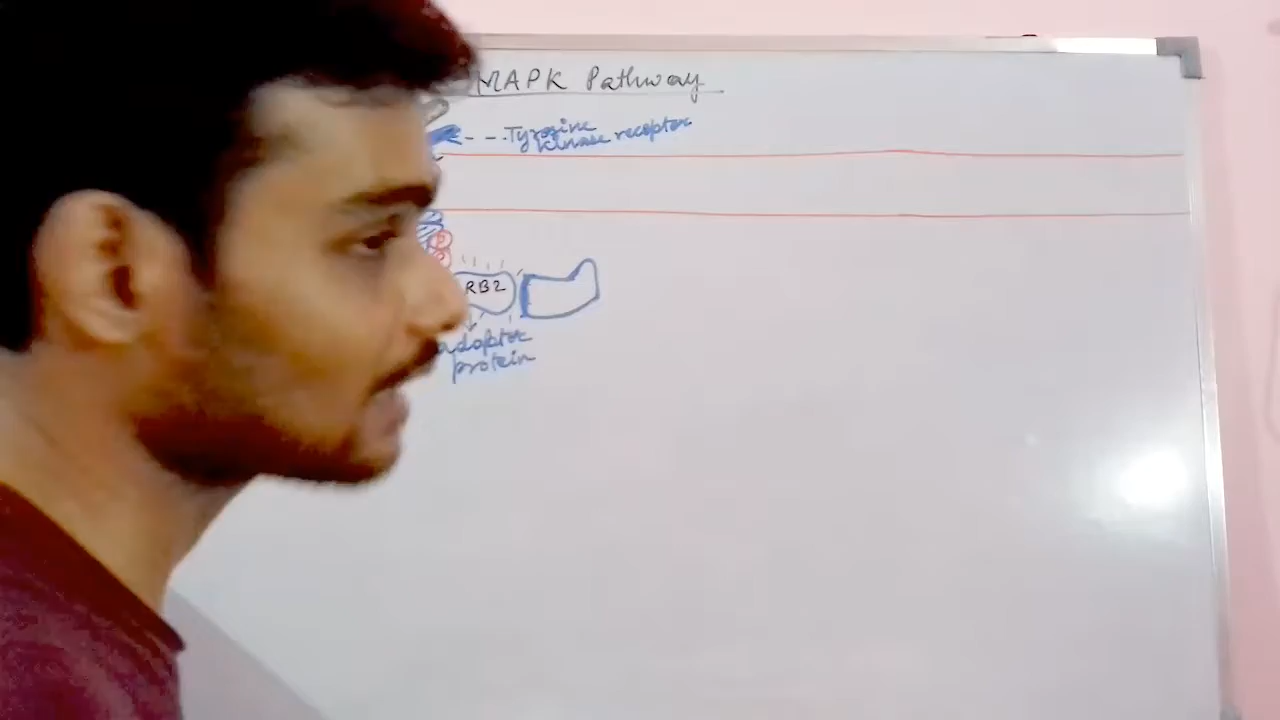 MAPK Pathway
Tyrosine
kinase receptor
RB2
adaptor
protein